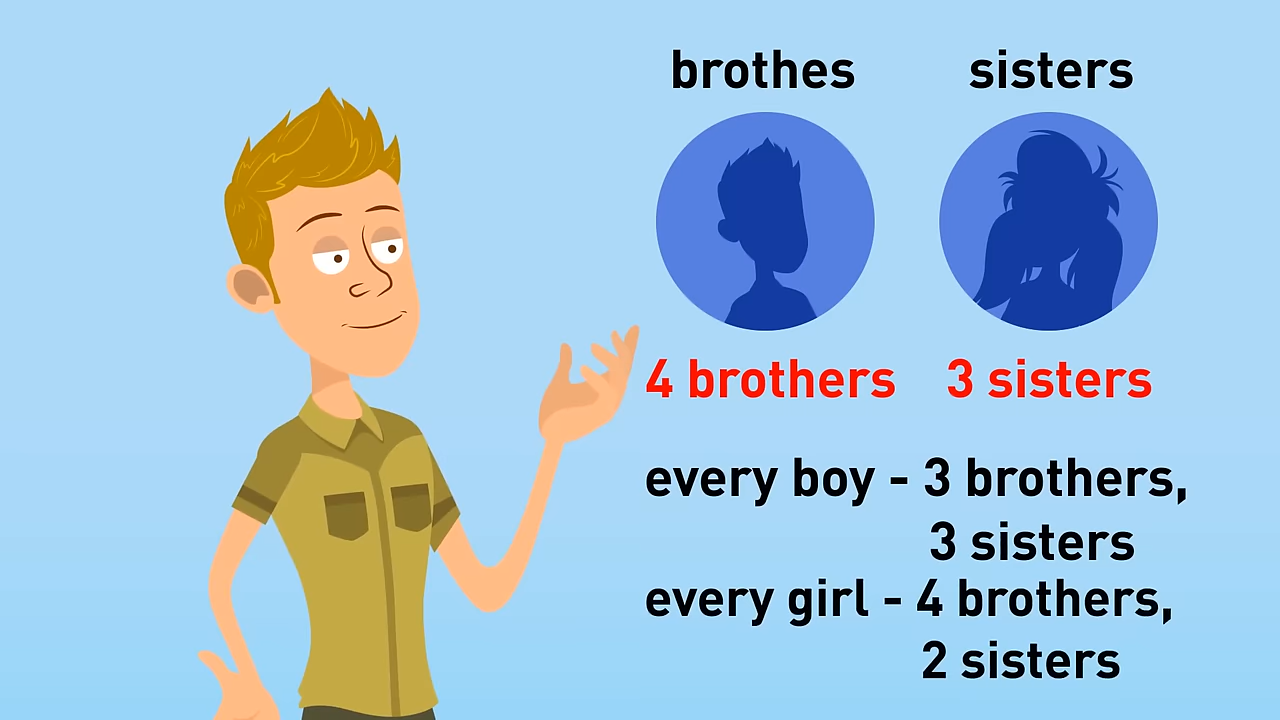 brothes sisters
4 brothers 3 sisters
every boy - 3 brothers,
3 sisters
every girl - 4 brothers,
2 sisters